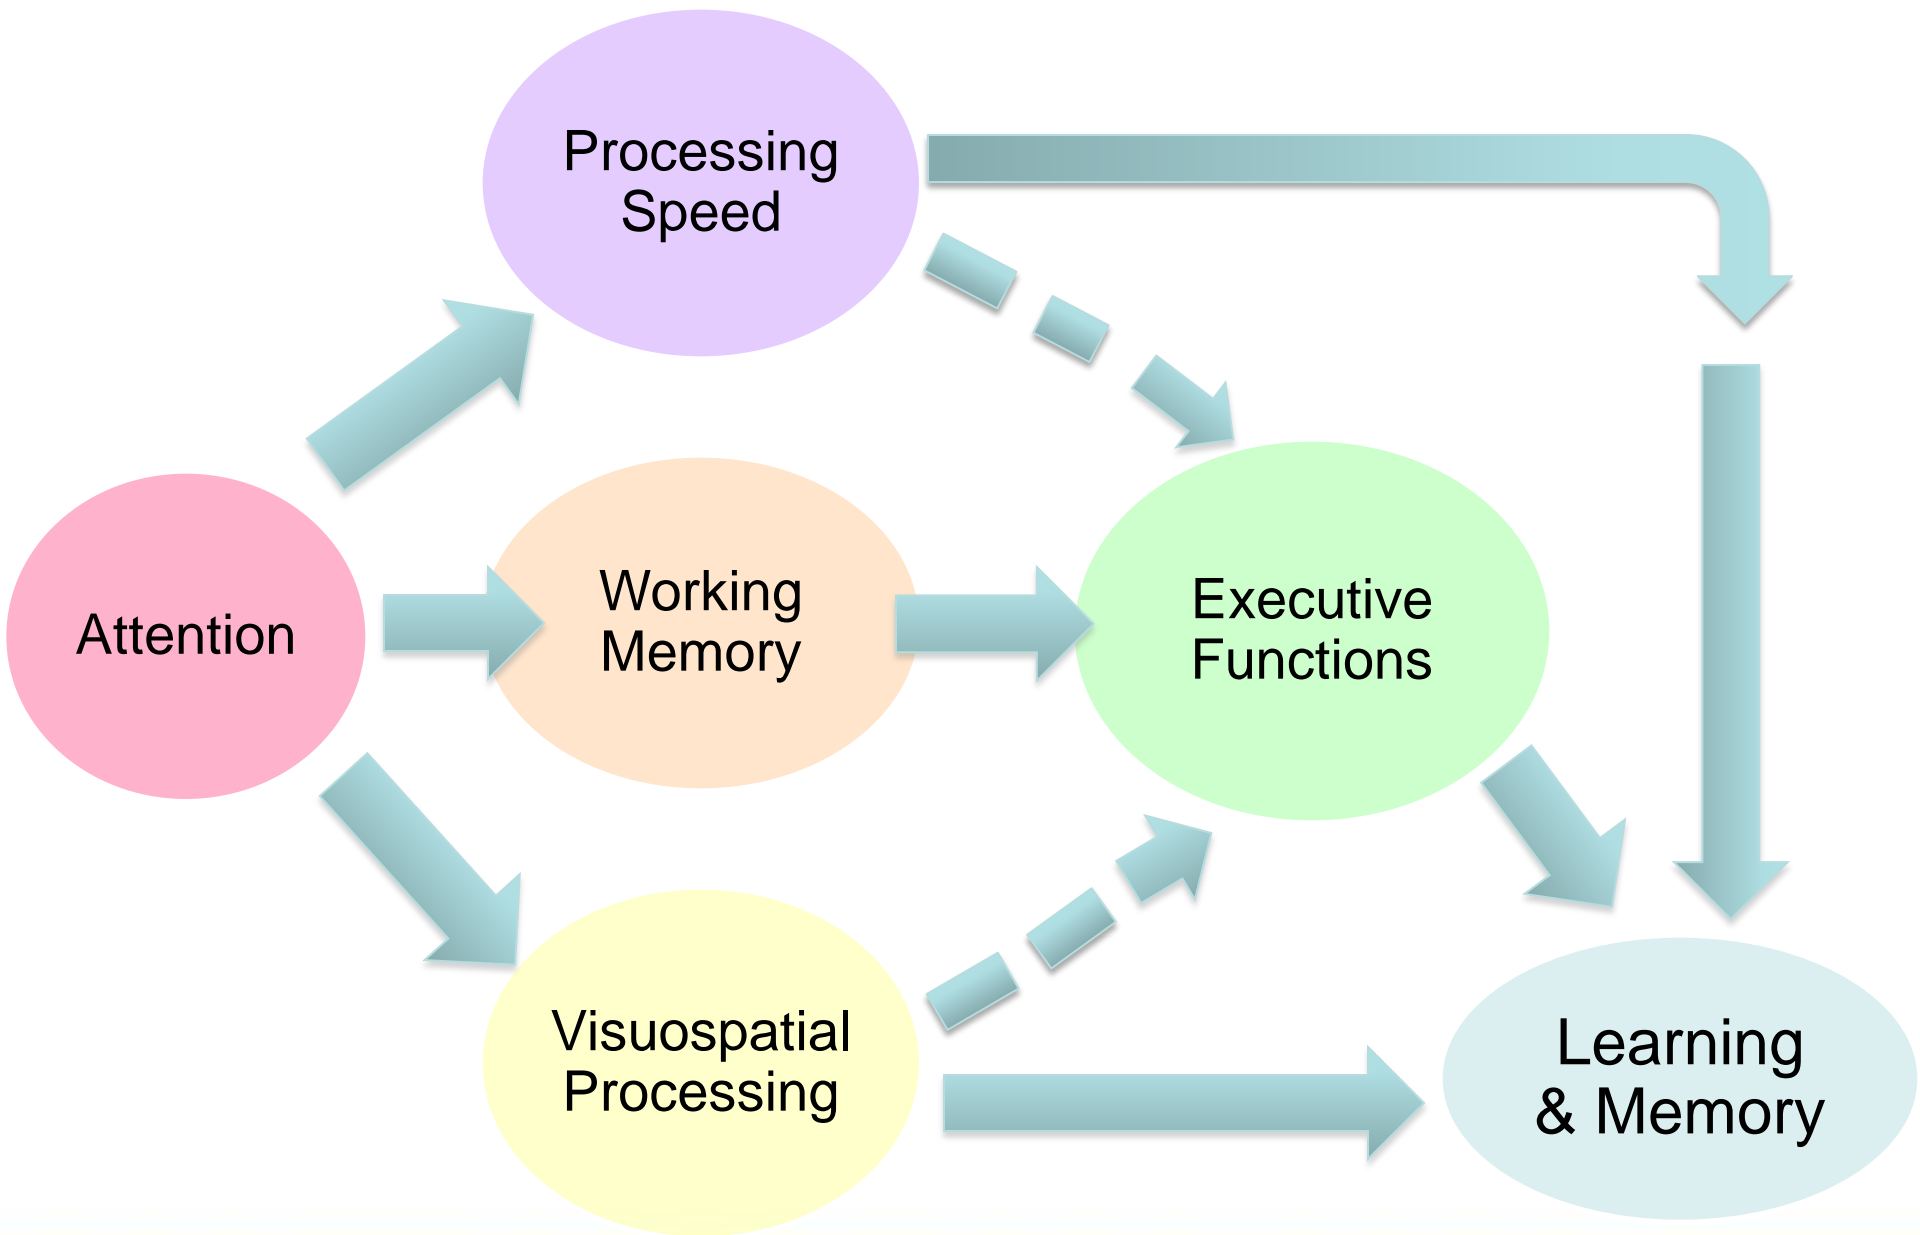 Processing
Speed
Attention
Working
Memory
Executive
Functions
Visuospatial
Processing
Learning
& Memory